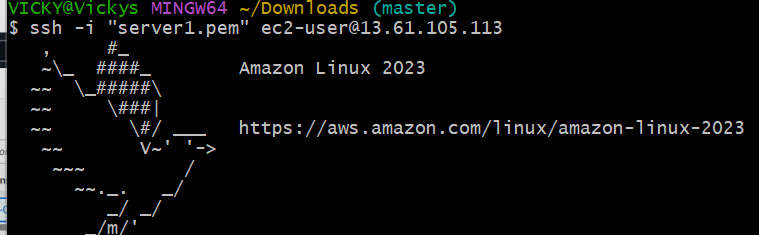 VICKY@Vickys MINGW64 ~/Downloads (master)
$ ssh -i "server1.pem" ec2-user@13.61.105.113
   ,     #_
   ~\_  ####_        Amazon Linux 2023
  ~~  \_#####\
  ~~     \###|
  ~~       \#/ ___   https://aws.amazon.com/linux/amazon-linux-2023
   ~~       V~' '->
    ~~~         /
      ~~._.   _/
         _/ _/
       _/m/'